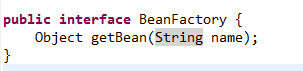 public interface BeanFactory {
    Object getBean(String name);
}